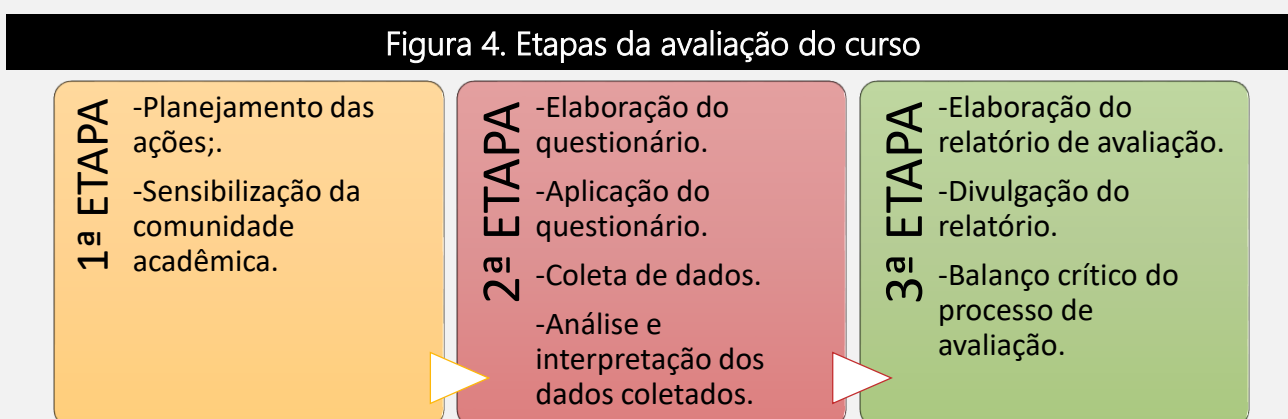 Figura 4. Etapas da avaliação do curso
1ª ETAPA
-Planejamento das
ações;.
-Sensibilização da
comunidade
acadêmica.
2ª ETAPA
-Elaboração do
questionário.
-Aplicação do
questionário.
-Coleta de dados.
-Análise e
interpretação dos
dados coletados.
3ª ETAPA
-Elaboração do
relatório de avaliação.
-Divulgação do
relatório.
-Balanço crítico do
processo de
avaliação.